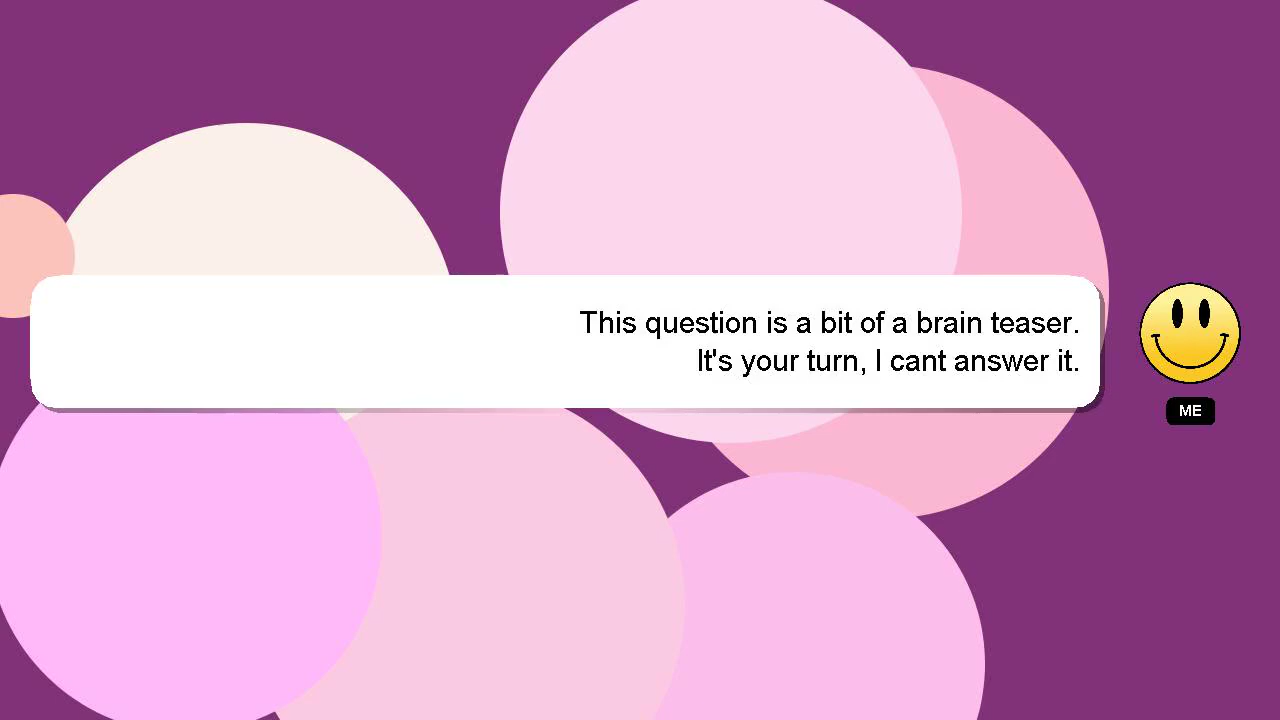 This question is a bit of a brain teaser.
It's your turn, I cant answer it.
ME